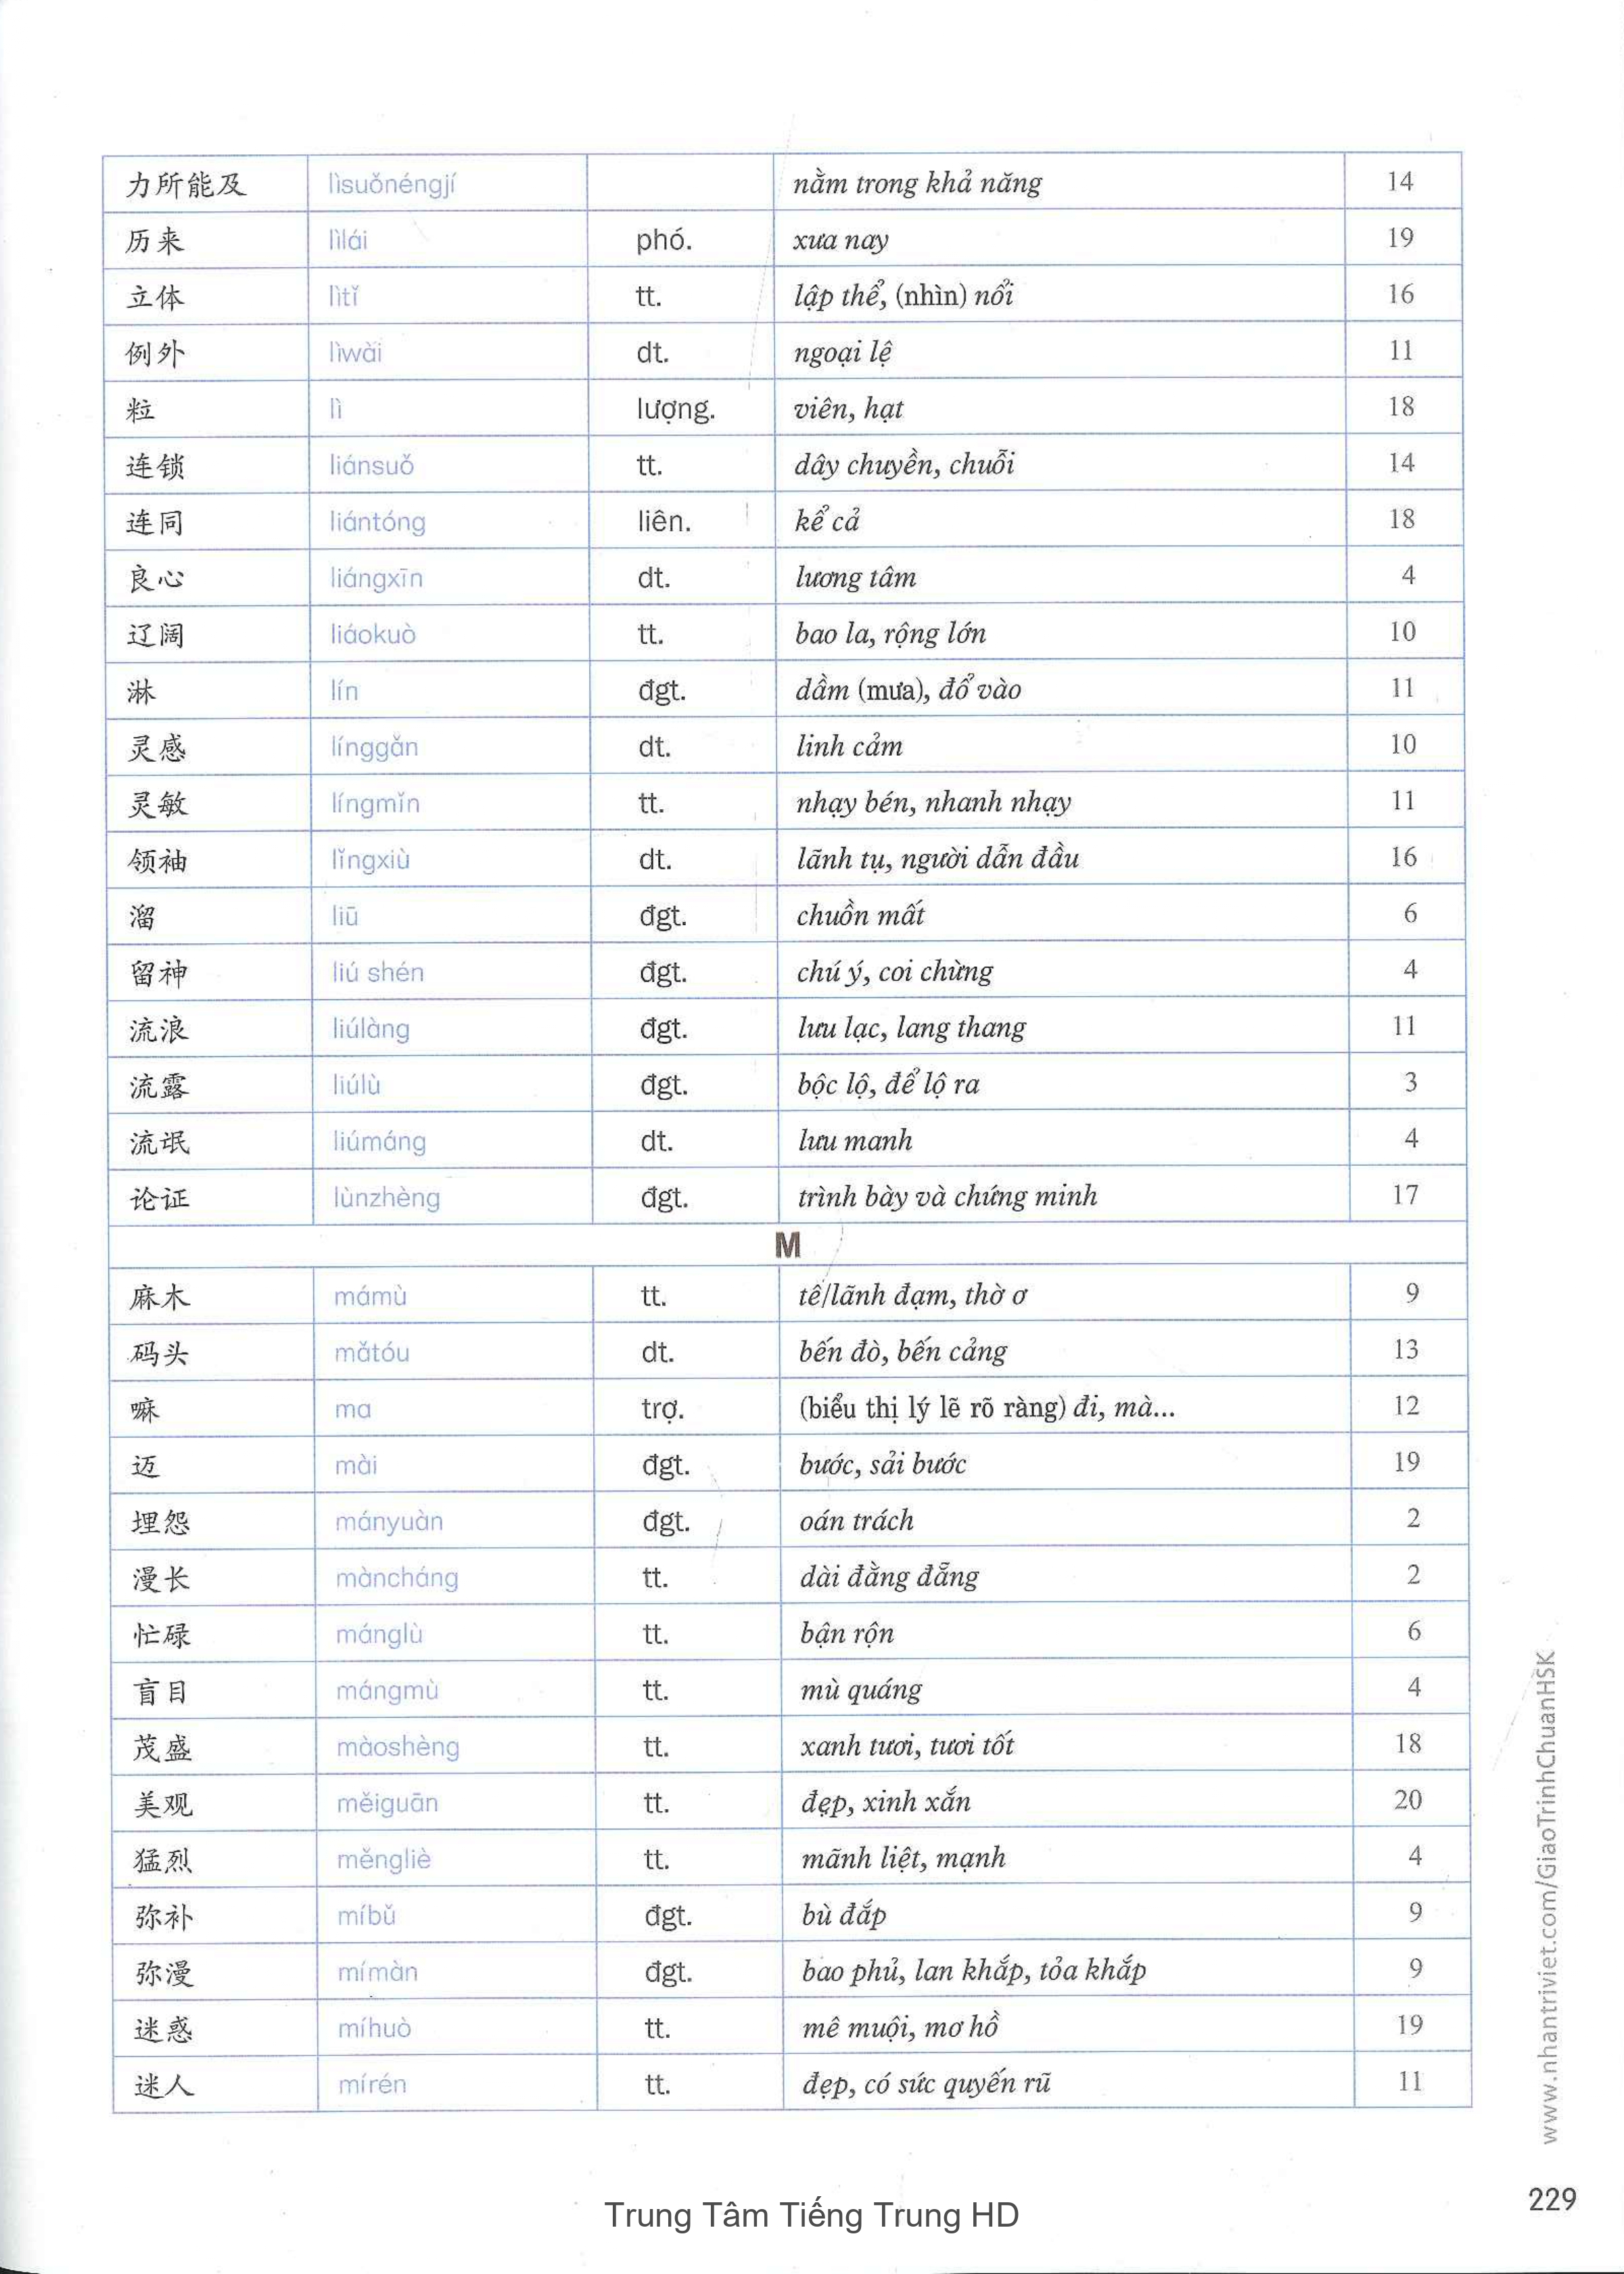 力所能及 lìsuǒnéngjí nằm trong khả năng 14
历来 lìlái phó. xưa nay 19
立体 lìtǐ tt. lập thể, (nhìn) nổi 16
例外 lìwài dt. ngoại lệ 11
粒 lì lượng. viên, hạt 18
连锁 liánsuǒ tt. dây chuyền, chuỗi 14
连同 liántóng liên. kể cả 18
良心 liángxīn dt. lương tâm 4
辽阔 liáokuò tt. bao la, rộng lớn 10
淋 lín đgt. dầm (mưa), đổ vào 11
灵感 línggǎn dt. linh cảm 10
灵敏 língmǐn tt. nhạy bén, nhanh nhạy 11
领袖 lǐngxiù dt. lãnh tụ, người dẫn đầu 16
溜 liū đgt. chuồn mất 6
留神 liú shén đgt. chú ý, coi chừng 4
流浪 liúlàng đgt. lưu lạc, lang thang 11
流露 liúlù đgt. bộc lộ, để lộ ra 3
流氓 liúmáng dt. lưu manh 4
论证 lùnzhèng đgt. trình bày và chứng minh 17
M
麻木 mámù tt. tê/lãnh đạm, thờ ơ 9
码头 mǎtóu dt. bến đò, bến cảng 13
嘛 ma trợ. (biểu thị lý lẽ rõ ràng) đi, mà... 12
迈 mài đgt. bước, sải bước 19
埋怨 mányuàn đgt. oán trách 2
漫长 màncháng tt. dài đằng đẵng 2
忙碌 mánglù tt. bận rộn 6
盲目 mángmù tt. mù quáng 4
茂盛 màoshèng tt. xanh tươi, tươi tốt 18
美观 měiguān tt. đẹp, xinh xắn 20
猛烈 měngliè tt. mãnh liệt, mạnh 4
弥补 míbǔ đgt. bù đắp 9
弥漫 mímàn đgt. bao phủ, lan khắp, tỏa khắp 9
迷惑 míhuò tt. mê muội, mơ hồ 19
迷人 mírén tt. đẹp, có sức quyến rũ 11
www.nhantriviet.com/GiaoTrinhChuanHSK
229
Trung Tâm Tiếng Trung HD